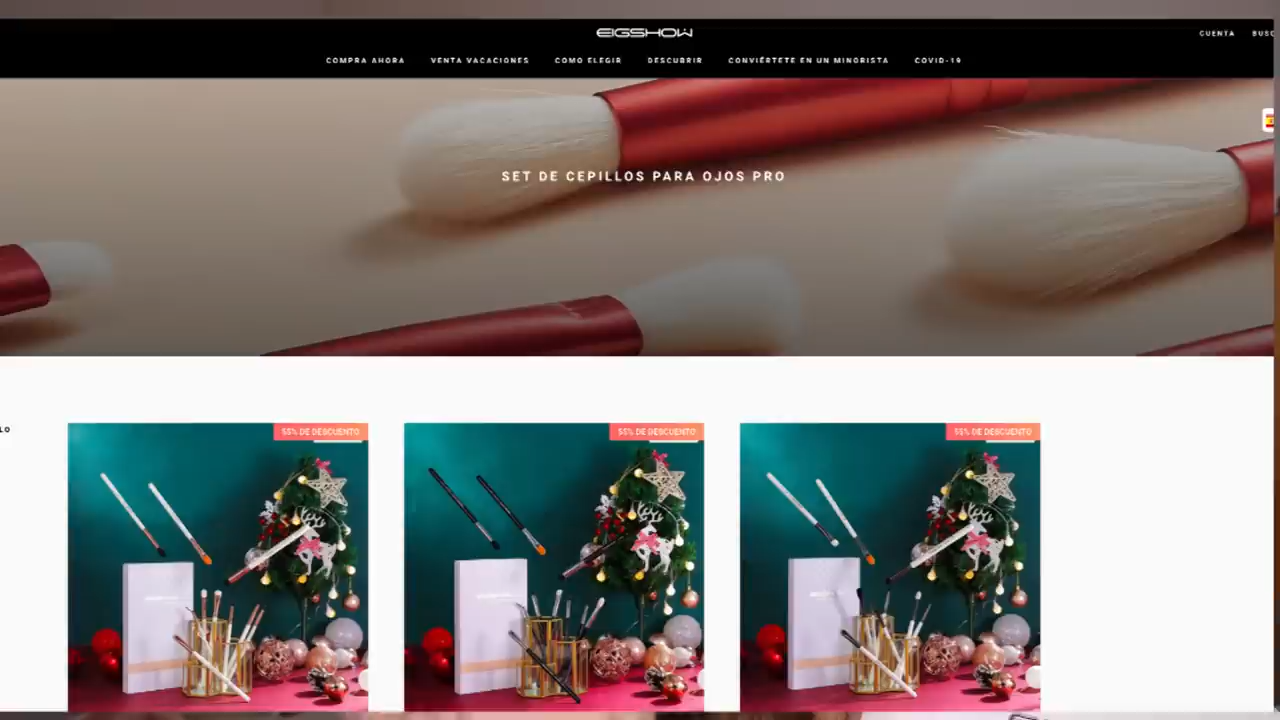 EIGSHOW
CUENTA
COMPRA AHORA VENTA VACACIONES COMO ELEGIR DESCUBRIR CONVIÉRTETE EN UN MINORISTA COVID-19
SET DE CEPILLOS PARA OJOS PRO
55% DE DESCUENTO 55% DE DESCUENTO 55% DE DESCUENTO